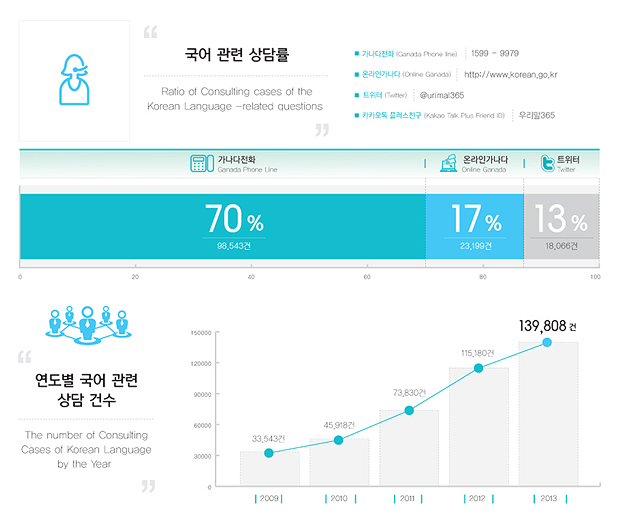 국어 관련 상담률
Ratio of Consulting cases of the
Korean Language -related questions
가나다전화 (Ganada Phone line) 1599 - 9979
온라인가나다 (Online Ganada) http://www.korean.go.kr
트위터 (Twitter) @urimal365
카카오톡 플러스친구 (Kakao Talk Plus Friend ID) 우리말365
가나다전화
Ganada Phone Line
온라인가나다
Online Ganada
트위터
Twitter
70 %
98,543건
17 %
23,199건
13 %
18,066건
0 20 40 60 80 100
연도별 국어 관련
상담 건수
The number of Consulting
Cases of Korean Language
by the Year
150000
120000
90000
60000
30000
0
33,543건
45,918건
73,830건
115,180건
139,808 건
2009 2010 2011 2012 2013